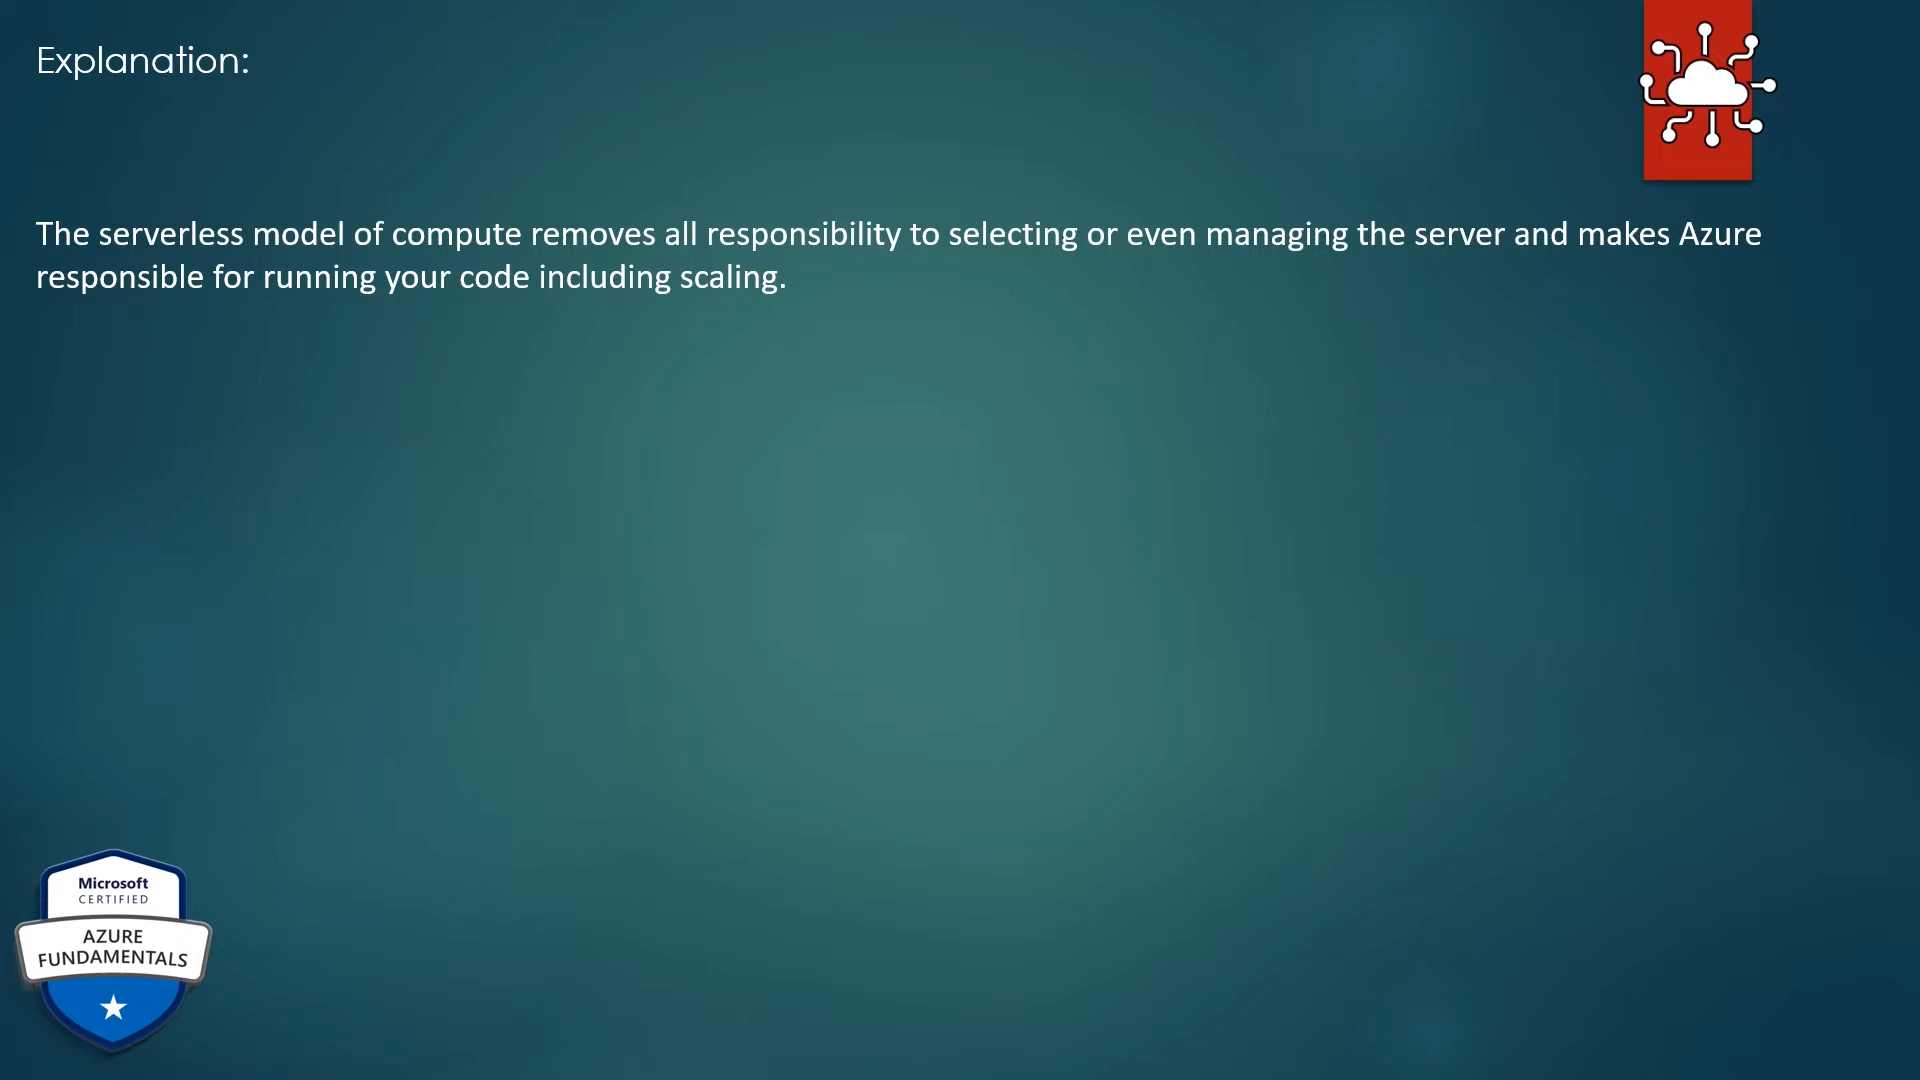 Explanation:
The serverless model of compute removes all responsibility to selecting or even managing the server and makes Azure
responsible for running your code including scaling.
Microsoft
CERTIFIED
AZURE
FUNDAMENTALS